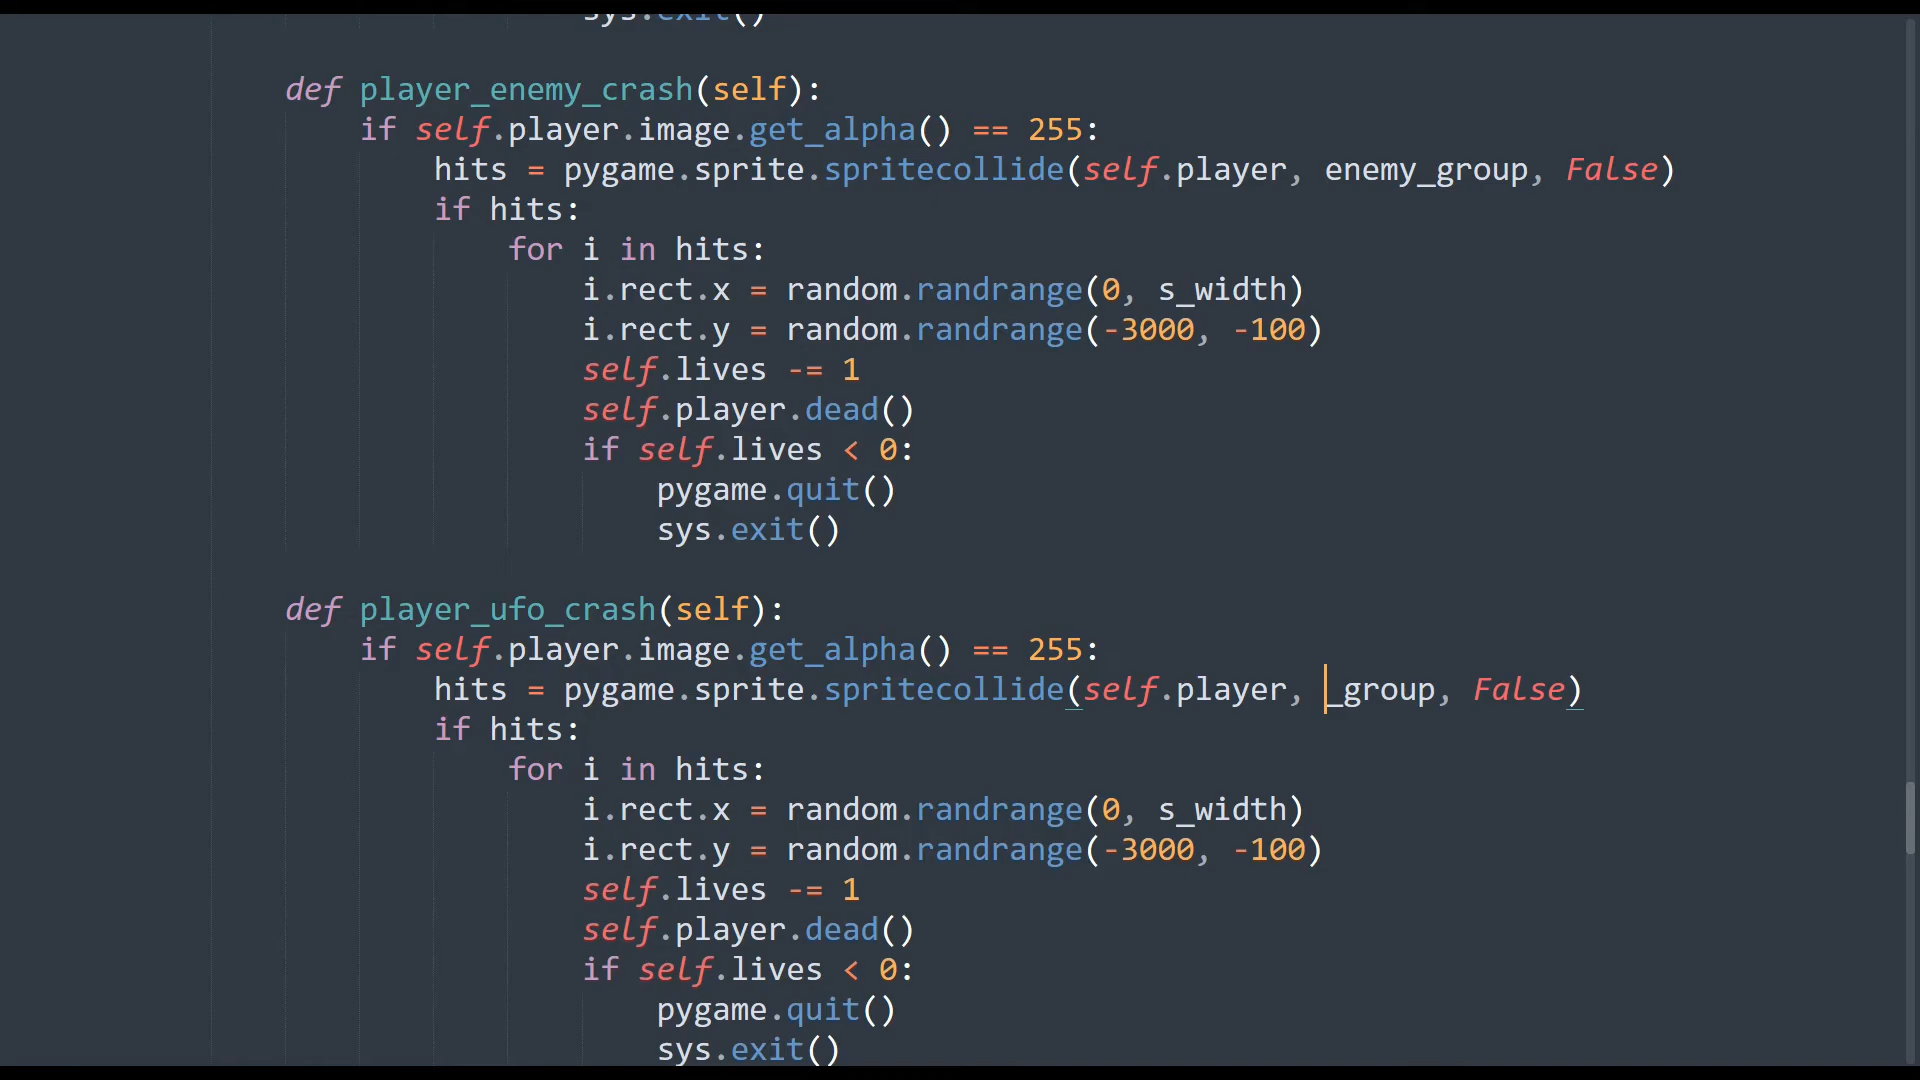 sys.exit()
def player_enemy_crash(self):
if self.player.image.get_alpha() == 255:
hits = pygame.sprite.spritecollide(self.player, enemy_group, False)
if hits:
for i in hits:
i.rect.x = random.randrange(0, s_width)
i.rect.y = random.randrange(-3000, -100)
self.lives -= 1
self.player.dead()
if self.lives < 0:
pygame.quit()
sys.exit()
def player_ufo_crash(self):
if self.player.image.get_alpha() == 255:
hits = pygame.sprite.spritecollide(self.player, _group, False)
if hits:
for i in hits:
i.rect.x = random.randrange(0, s_width)
i.rect.y = random.randrange(-3000, -100)
self.lives -= 1
self.player.dead()
if self.lives < 0:
pygame.quit()
sys.exit()